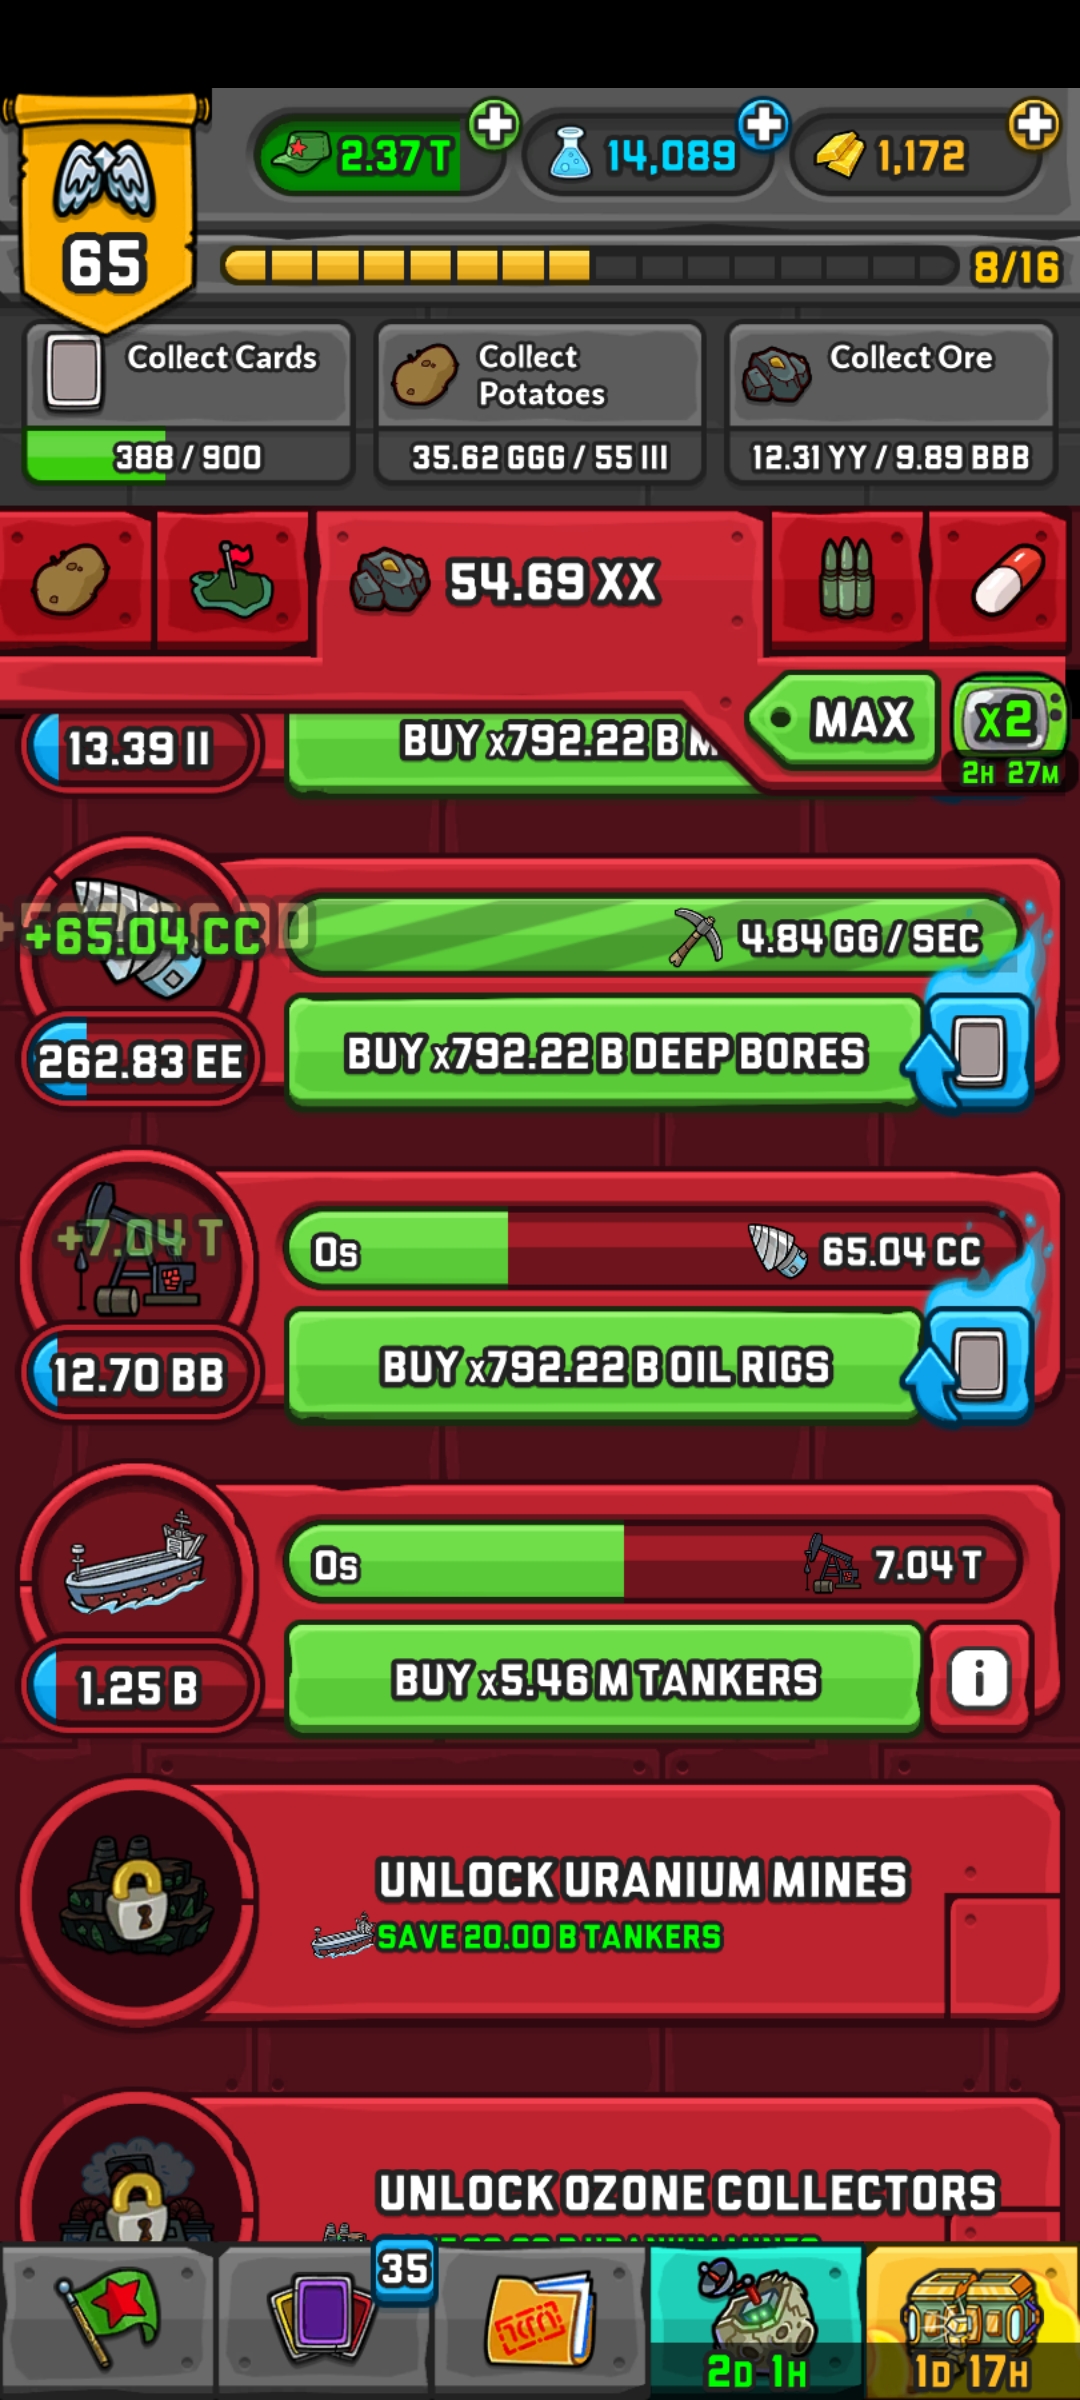 2.37 T
14,089
1,172
65
8/16
Collect Cards
388 / 900
Collect
Potatoes
35.62 GGG / 55 III
Collect Ore
12.31 YY / 9.89 BBB
54.69 XX
MAX
x2
2H 27M
13.39 II
BUY x792.22 B
+65.04 CC
4.84 GG / SEC
262.83 EE
BUY x792.22 B DEEP BORES
+7.04 T
0s
65.04 CC
12.70 BB
BUY x792.22 B OIL RIGS
0s
7.04 T
1.25 B
BUY x5.46 M TANKERS
i
UNLOCK URANIUM MINES
SAVE 20.00 B TANKERS
UNLOCK OZONE COLLECTORS
35
2D 1H
1D 17H